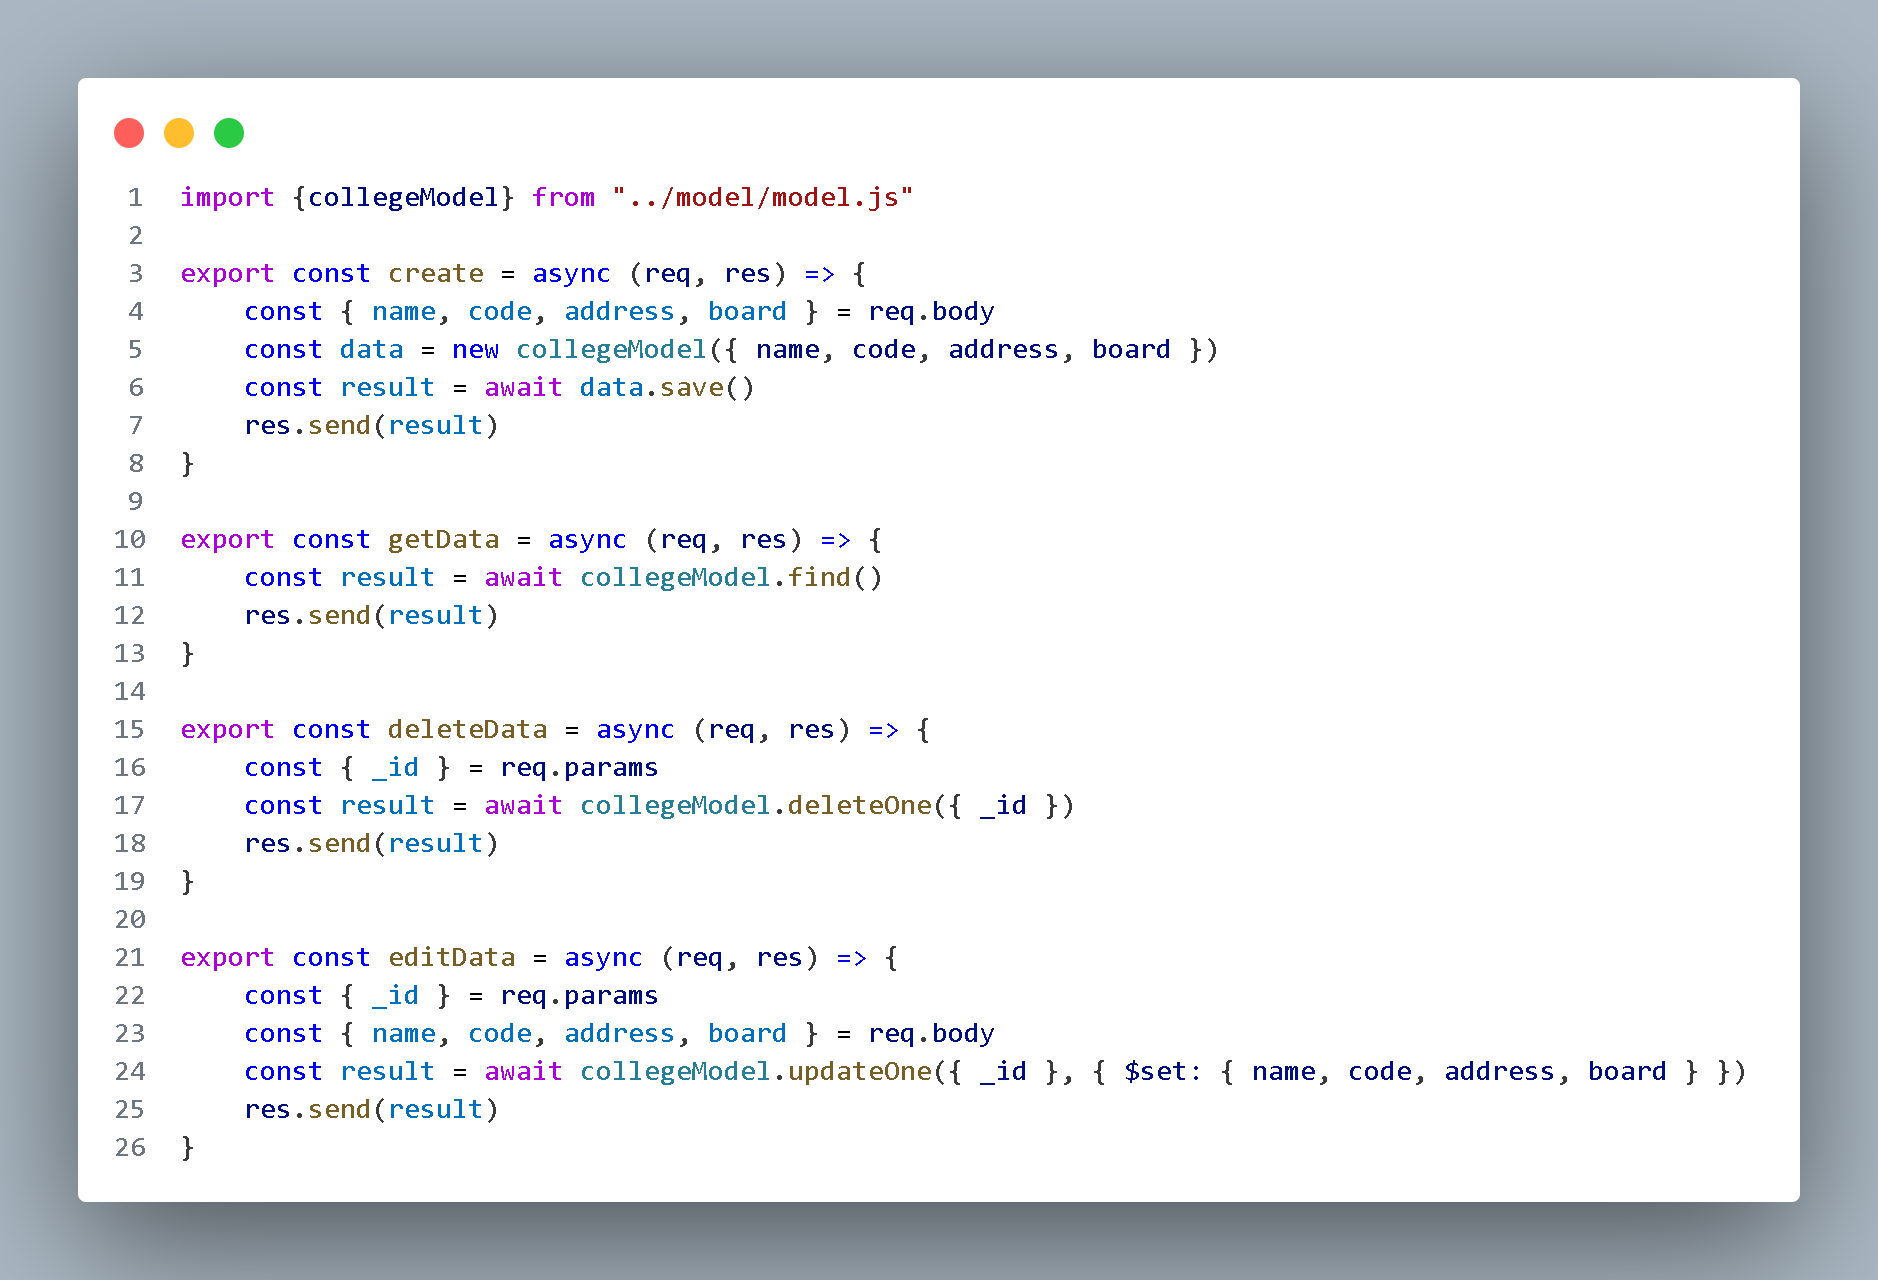 1 import {collegeModel} from "../model/model.js"
2
3 export const create = async (req, res) => {
4     const { name, code, address, board } = req.body
5     const data = new collegeModel({ name, code, address, board })
6     const result = await data.save()
7     res.send(result)
8 }
9
10 export const getData = async (req, res) => {
11     const result = await collegeModel.find()
12     res.send(result)
13 }
14
15 export const deleteData = async (req, res) => {
16     const { _id } = req.params
17     const result = await collegeModel.deleteOne({ _id })
18     res.send(result)
19 }
20
21 export const editData = async (req, res) => {
22     const { _id } = req.params
23     const { name, code, address, board } = req.body
24     const result = await collegeModel.updateOne({ _id }, { $set: { name, code, address, board } })
25     res.send(result)
26 }